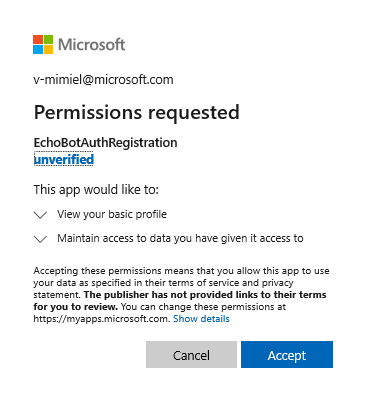 Microsoft
v-mimiel@microsoft.com
Permissions requested
EchoBotAuthRegistration
unverified
This app would like to:
View your basic profile
Maintain access to data you have given it access to
Accepting these permissions means that you allow this app to use
your data as specified in their terms of service and privacy
statement. The publisher has not provided links to their terms
for you to review. You can change these permissions at
https://myapps.microsoft.com. Show details
Cancel
Accept